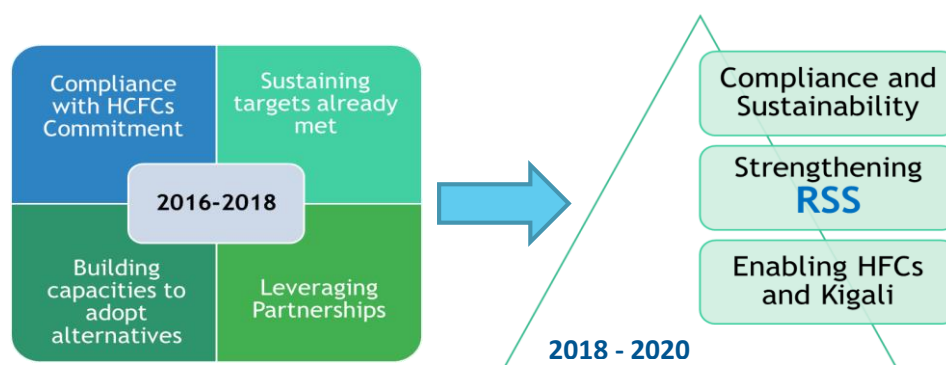 Compliance
with HCFCs
Commitment
Sustaining
targets already
met
2016-2018
Building
capacities to
adopt
alternatives
Leveraging
Partnerships
Compliance and
Sustainability
Strengthening
RSS
Enabling HFCs
and Kigali
2018 - 2020